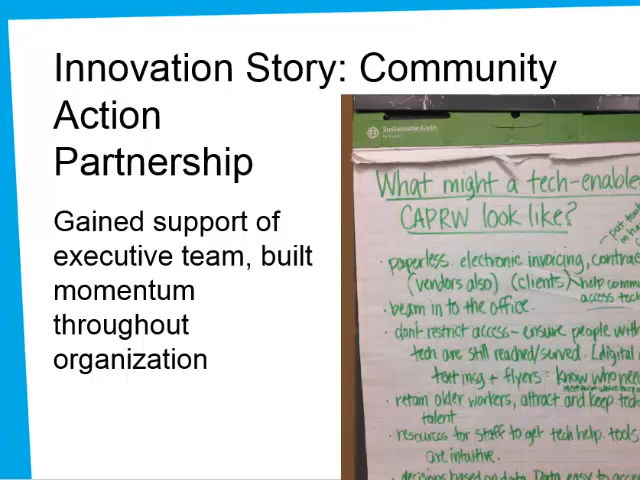 Innovation Story: Community
Action
Partnership
Gained support of
executive team, built
momentum
throughout
organization
Sustainable Earth
What might a tech-enable
CAPRW look like?
· paperless. electronic invoicing, contrac
(vendors also) (clients)
help comm
access tech
· beam in to the office.
· dont restrict access – ensure people with
tech are still reached/served. [digital
text msg + flyers: know who nee
· retain older workers, attract and keep tech
talent
· resources for staff to get tech help. tools,
are intuitive.
· decisions based on data. Data easy to acce